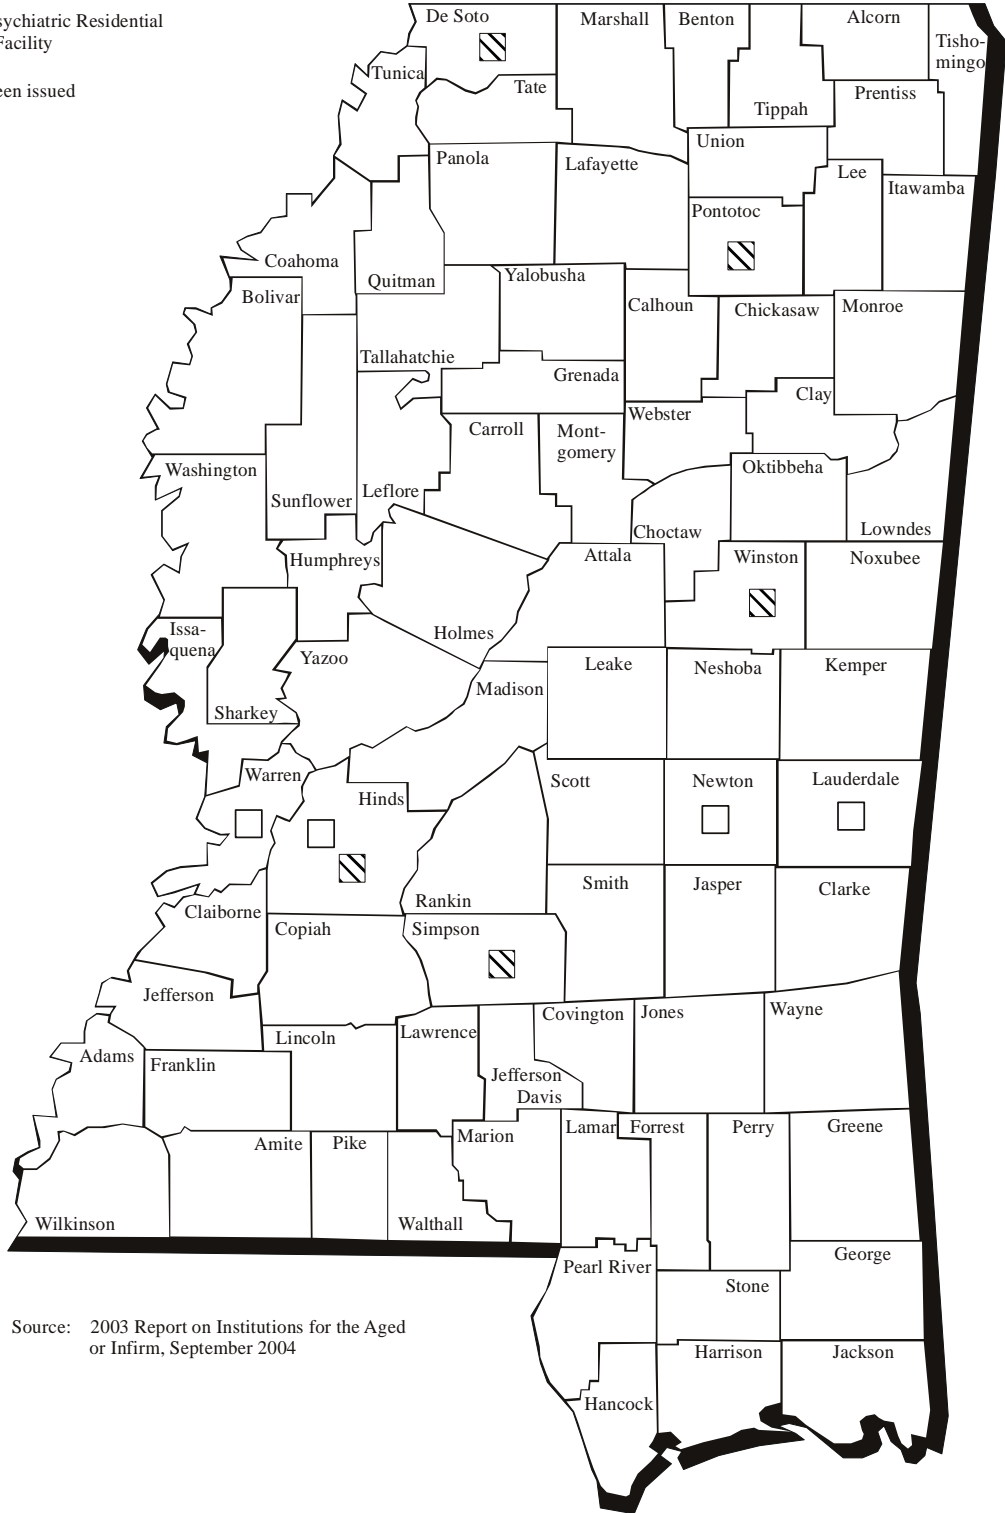 sychiatric Residential
Facility
een issued
De Soto
Marshall
Benton
Alcorn
Tisho-
mingo
Tunica
Tate
Tippah
Prentiss
Panola
Lafayette
Union
Lee
Itawamba
Pontotoc
Coahoma
Quitman
Yalobusha
Bolivar
Calhoun
Chickasaw
Monroe
Tallahatchie
Grenada
Clay
Webster
Carroll
Mont-
gomery
Washington
Oktibbeha
Sunflower
Leflore
Choctaw
Lowndes
Humphreys
Attala
Winston
Noxubee
Issa-
quena
Holmes
Yazoo
Leake
Neshoba
Kemper
Madison
Sharkey
Warren
Hinds
Scott
Newton
Lauderdale
Rankin
Smith
Jasper
Clarke
Claiborne
Copiah
Simpson
Jefferson
Covington
Jones
Wayne
Lincoln
Lawrence
Adams
Franklin
Jefferson
Davis
Amite
Pike
Marion
Lamar
Forrest
Perry
Greene
Wilkinson
Walthall
George
Pearl River
Stone
Source: 2003 Report on Institutions for the Aged
or Infirm, September 2004
Harrison
Jackson
Hancock